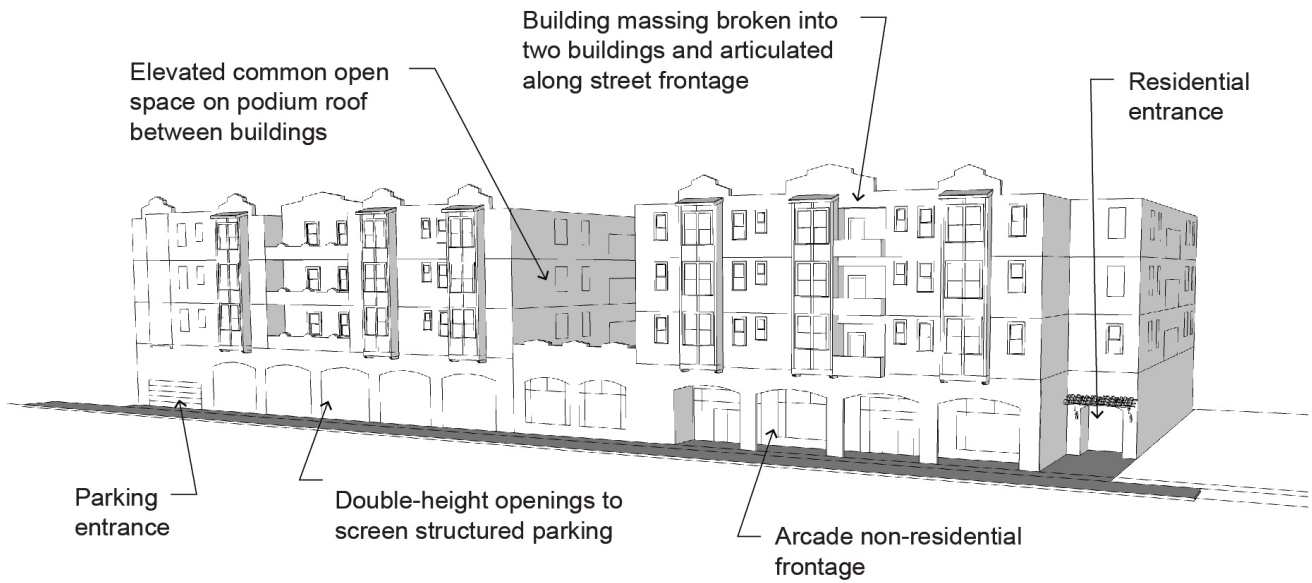 Building massing broken into
two buildings and articulated
along street frontage
Elevated common open
space on podium roof
between buildings
Residential
entrance
Parking
entrance
Double-height openings to
screen structured parking
Arcade non-residential
frontage